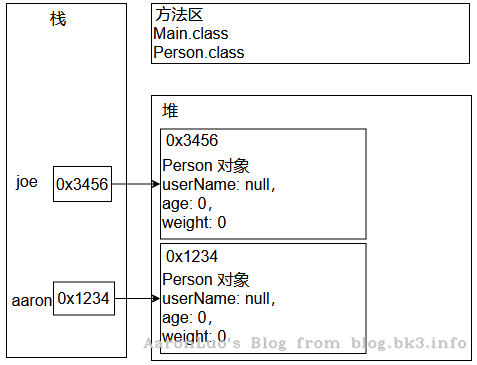 栈
方法区
Main.class
Person.class
堆
joe
0x3456
0x3456
Person 对象
userName: null，
age: 0，
weight: 0
aaron
0x1234
0x1234
Person 对象
userName: null，
age: 0，
weight: 0
AaronLuo's Blog from blog.bk3.info